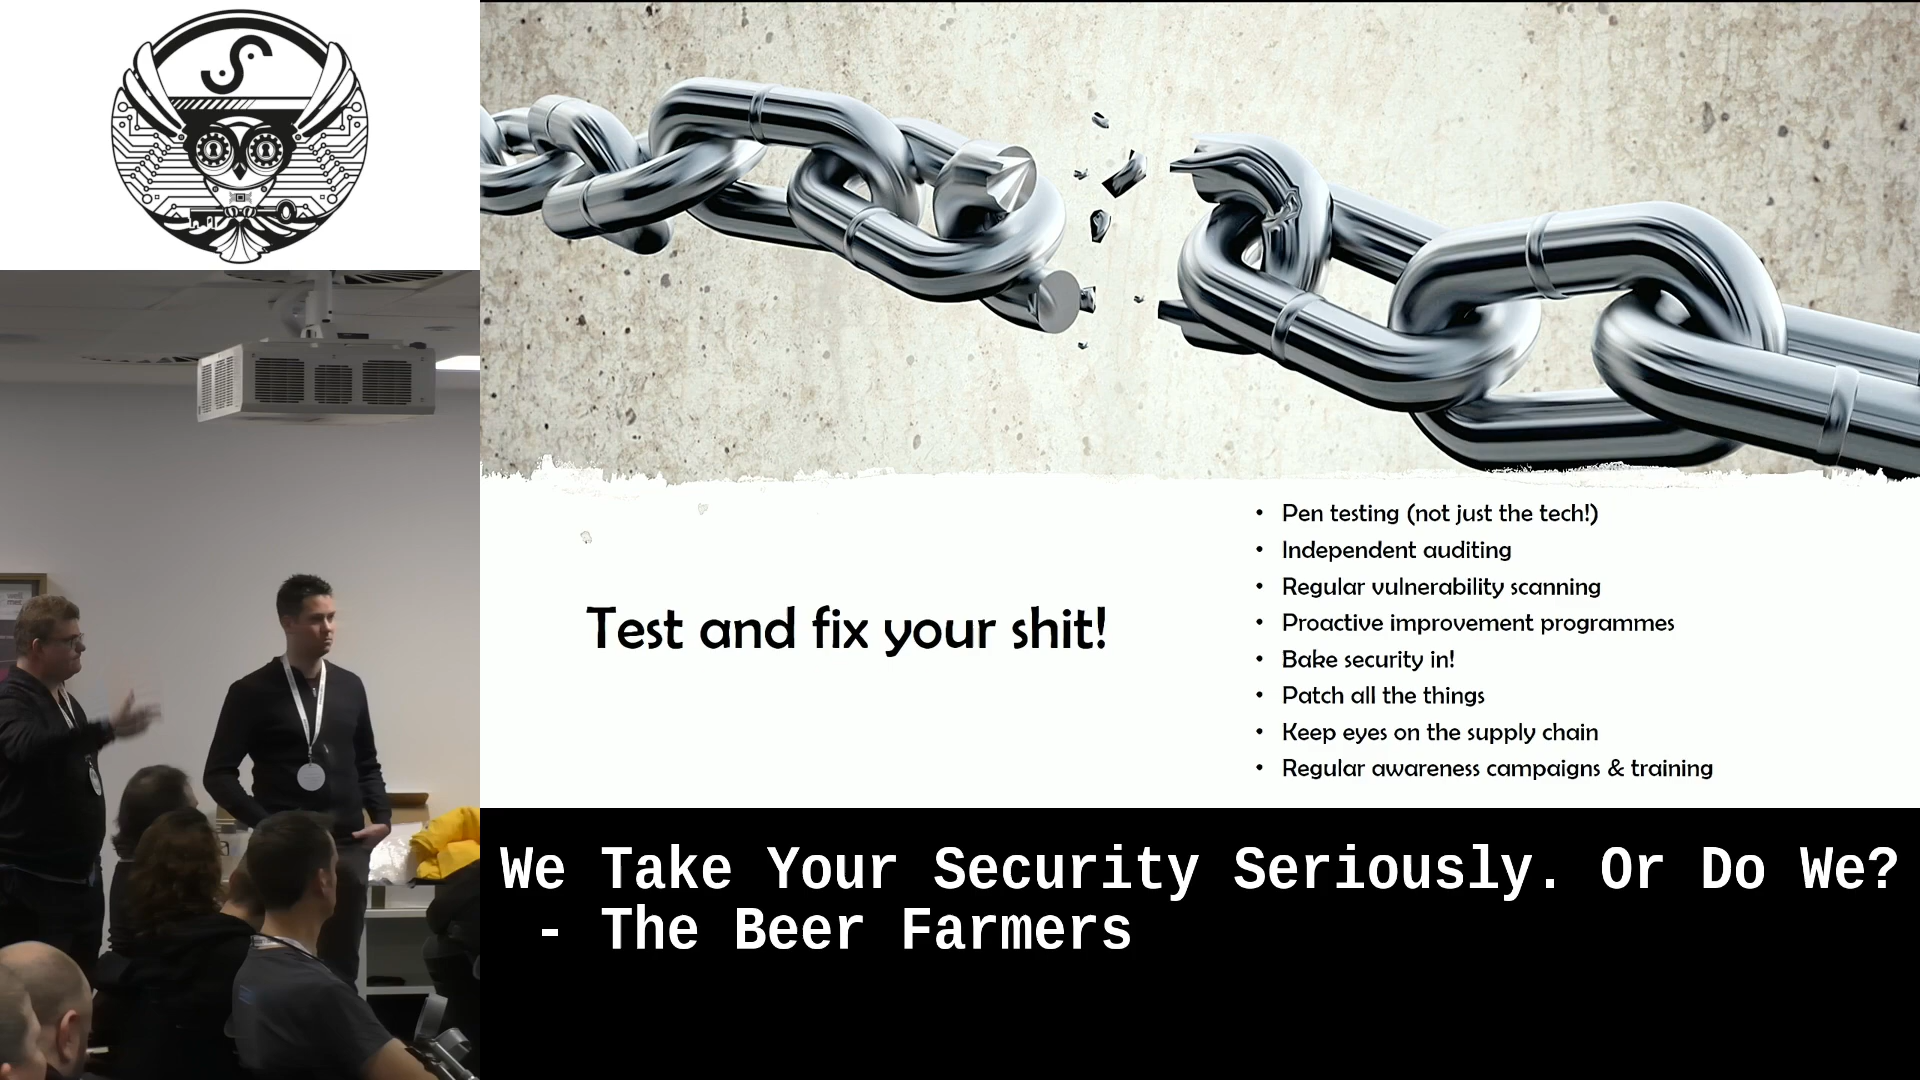 Test and fix your shit!
• Pen testing (not just the tech!)
• Independent auditing
• Regular vulnerability scanning
• Proactive improvement programmes
• Bake security in!
• Patch all the things
• Keep eyes on the supply chain
• Regular awareness campaigns & training
We Take Your Security Seriously. Or Do We?
- The Beer Farmers